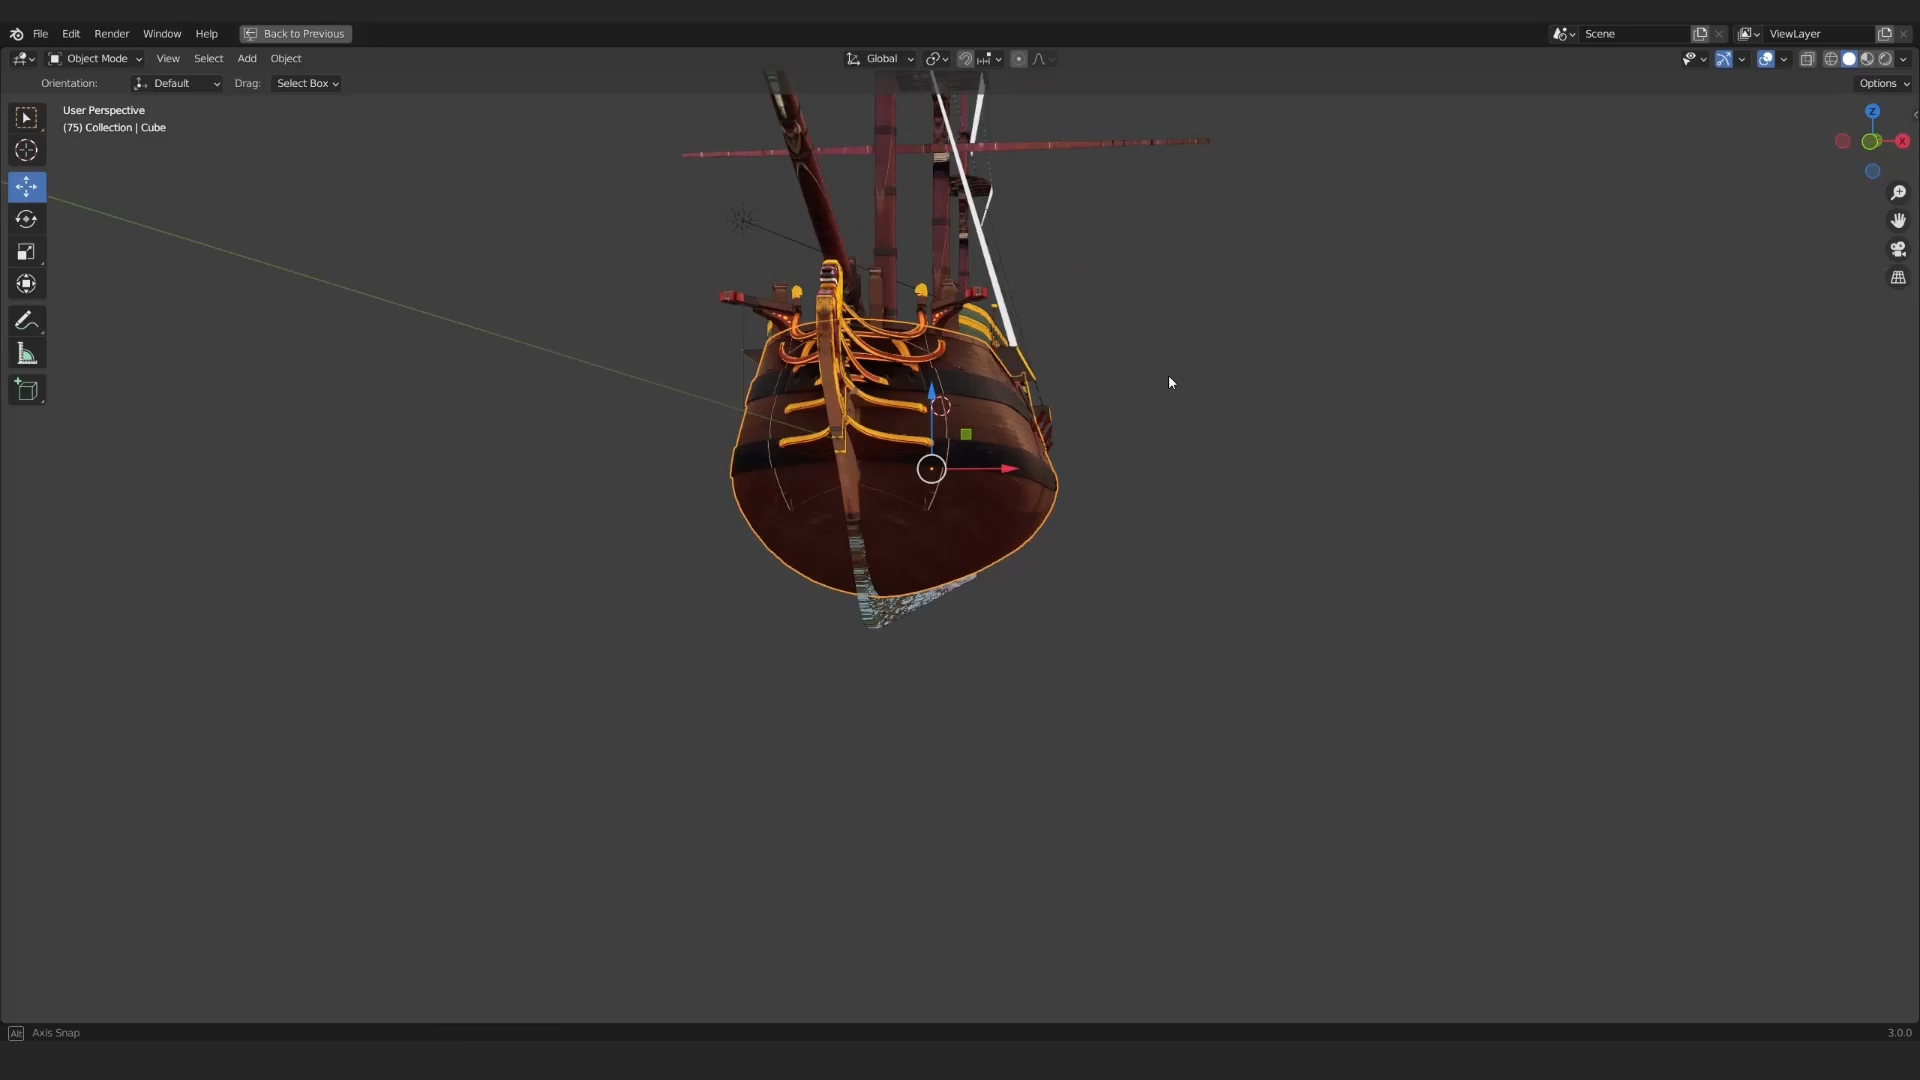 File Edit Render Window Help Back to Previous Scene ViewLayer
Object Mode View Select Add Object Global
Orientation: Default Drag: Select Box Options
User Perspective
(75) Collection | Cube
Z
X
Alt Axis Snap 3.0.0